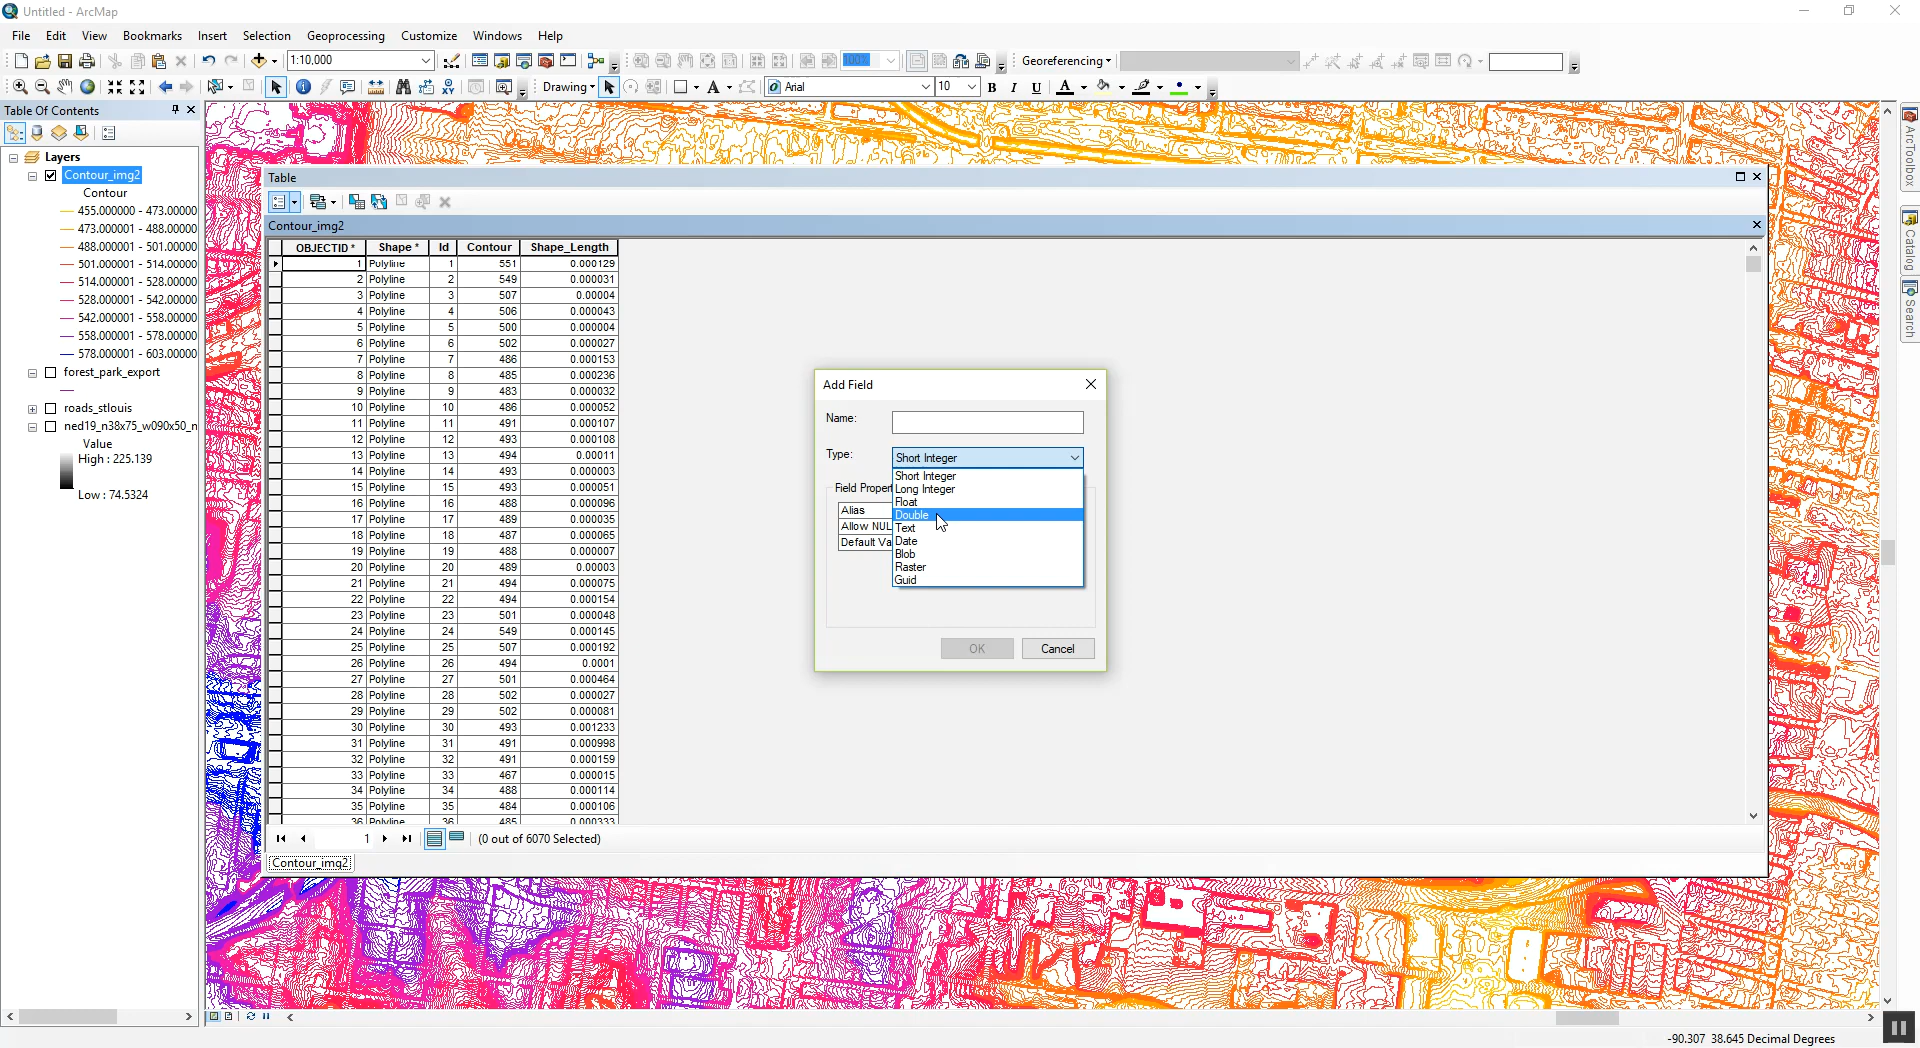 Untitled - ArcMap
File Edit View Bookmarks Insert Selection Geoprocessing Customize Windows Help
1:10,000
100%
Georeferencing
Drawing
Arial
10
B I U A
Table Of Contents
Layers
Contour_img2
Contour
455.000000 - 473.00000
473.000001 - 488.00000
488.000001 - 501.00000
501.000001 - 514.00000
514.000001 - 528.00000
528.000001 - 542.00000
542.000001 - 558.00000
558.000001 - 578.00000
578.000001 - 603.00000
forest_park_export
roads_stlouis
ned19_n38x75_w090x50_n
Value
High : 225.139
Low : 74.5324
Table
Contour_img2
OBJECTID * Shape * Id Contour Shape_Length
1 Polyline 1 551 0.000129
2 Polyline 2 549 0.000031
3 Polyline 3 507 0.00004
4 Polyline 4 506 0.000043
5 Polyline 5 500 0.000004
6 Polyline 6 502 0.000027
7 Polyline 7 486 0.000153
8 Polyline 8 485 0.000236
9 Polyline 9 483 0.000032
10 Polyline 10 486 0.000052
11 Polyline 11 491 0.000107
12 Polyline 12 493 0.000108
13 Polyline 13 494 0.00011
14 Polyline 14 493 0.000003
15 Polyline 15 493 0.000051
16 Polyline 16 488 0.000096
17 Polyline 17 489 0.000035
18 Polyline 18 487 0.000065
19 Polyline 19 488 0.000007
20 Polyline 20 489 0.00003
21 Polyline 21 494 0.000075
22 Polyline 22 494 0.000154
23 Polyline 23 501 0.000048
24 Polyline 24 549 0.000145
25 Polyline 25 507 0.000192
26 Polyline 26 494 0.0001
27 Polyline 27 501 0.000464
28 Polyline 28 502 0.000027
29 Polyline 29 502 0.000081
30 Polyline 30 493 0.001233
31 Polyline 31 491 0.000998
32 Polyline 32 491 0.000159
33 Polyline 33 467 0.000015
34 Polyline 34 488 0.000114
35 Polyline 35 484 0.000106
36 Polyline 36 485 0.000333
1 (0 out of 6070 Selected)
Contour_img2
Add Field
Name:
Type: Short Integer
Short Integer
Long Integer
Float
Double
Text
Date
Blob
Raster
Guid
Field Propert
Alias
Allow NUL
Default Va
OK Cancel
ArcToolbox
Catalog
Search
-90.307 38.645 Decimal Degrees